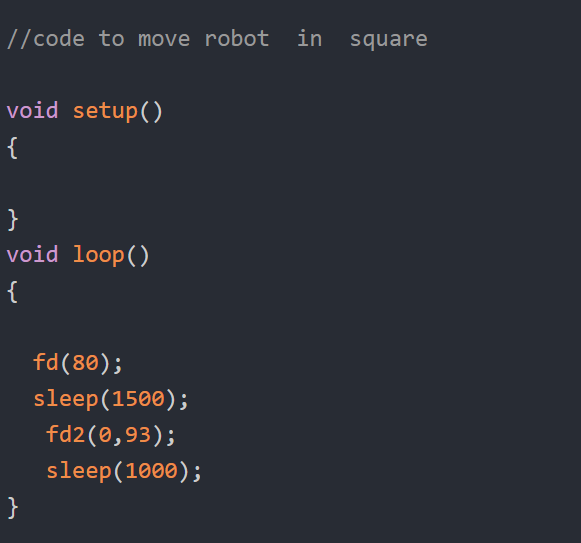 //code to move robot  in  square
void setup()
{
}
void loop()
{
  fd(80);
  sleep(1500);
   fd2(0,93);
   sleep(1000);
}